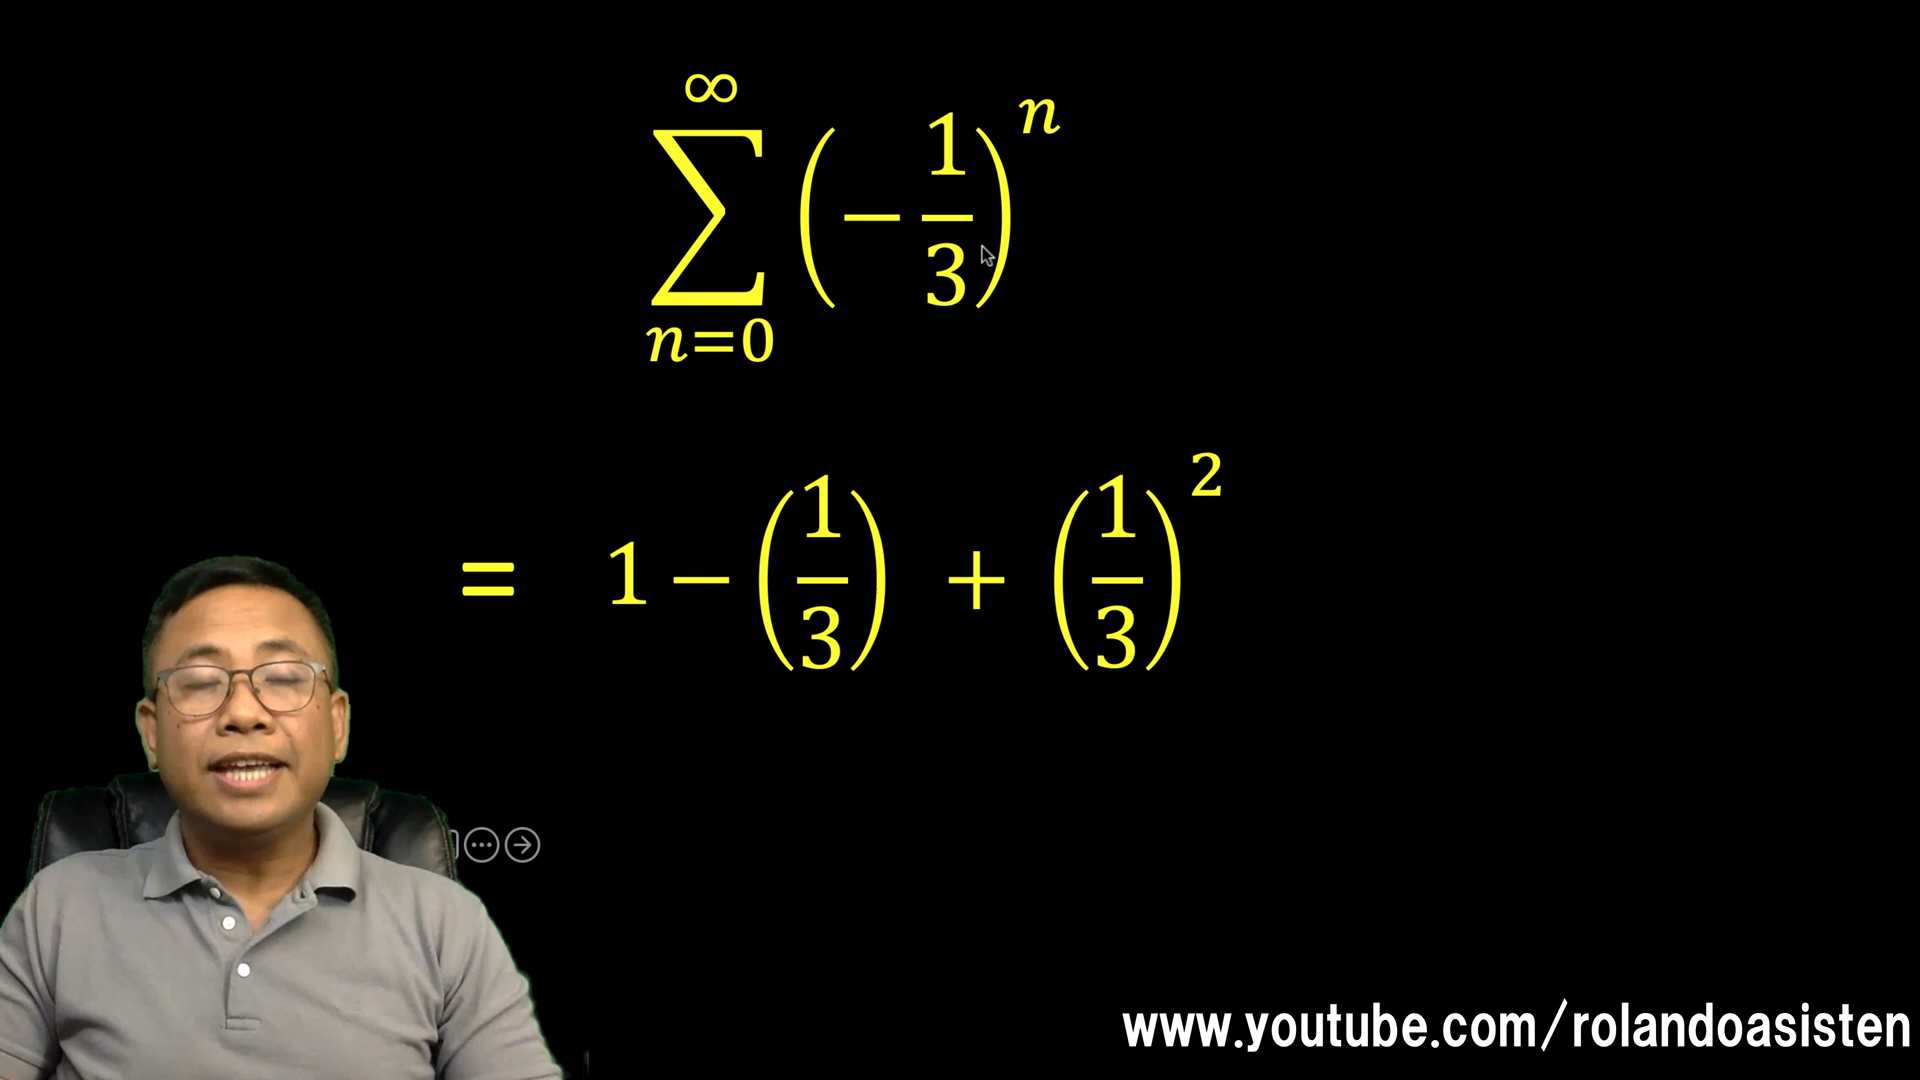 ∞
∑ (−1/3)^n
n=0
= 1 − (1/3) + (1/3)^2
www.youtube.com/rolandoasisten